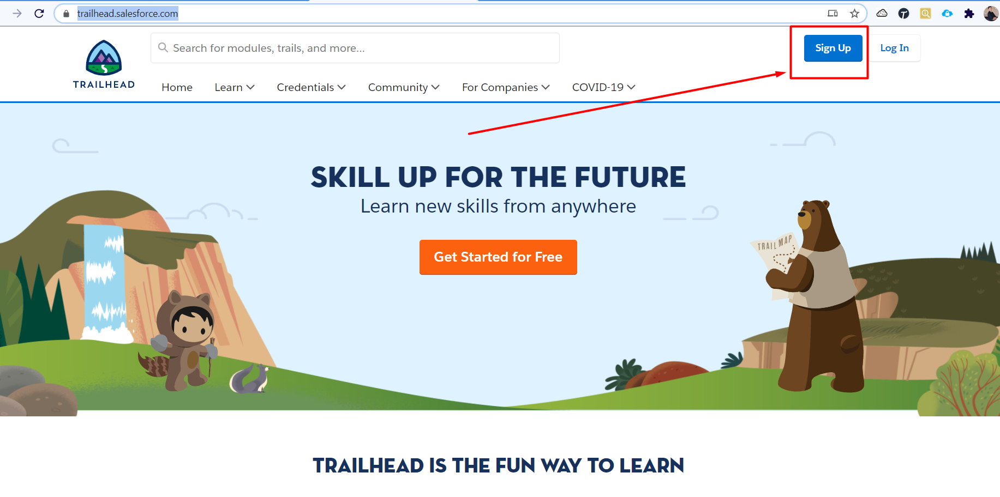 trailhead.salesforce.com
Search for modules, trails, and more...
Sign Up
Log In
TRAILHEAD
Home
Learn
Credentials
Community
For Companies
COVID-19
SKILL UP FOR THE FUTURE
Learn new skills from anywhere
Get Started for Free
TRAIL MAP
TRAILHEAD IS THE FUN WAY TO LEARN